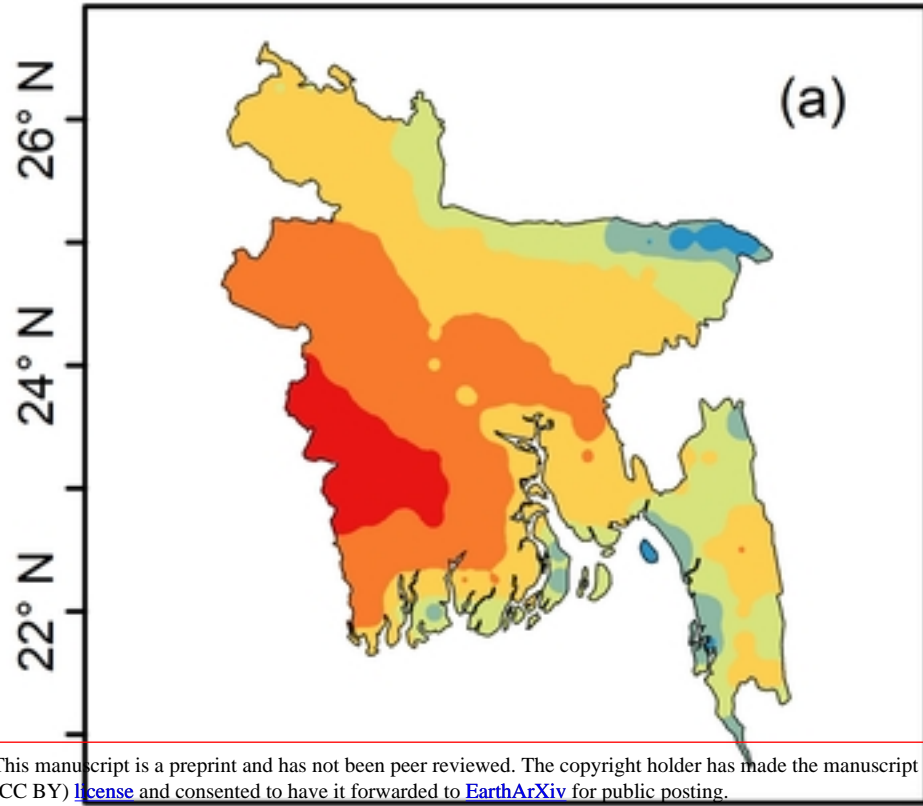 (a)
26° N
24° N
22° N
This manuscript is a preprint and has not been peer reviewed. The copyright holder has made the manuscript
CC BY) license and consented to have it forwarded to EarthArXiv for public posting.